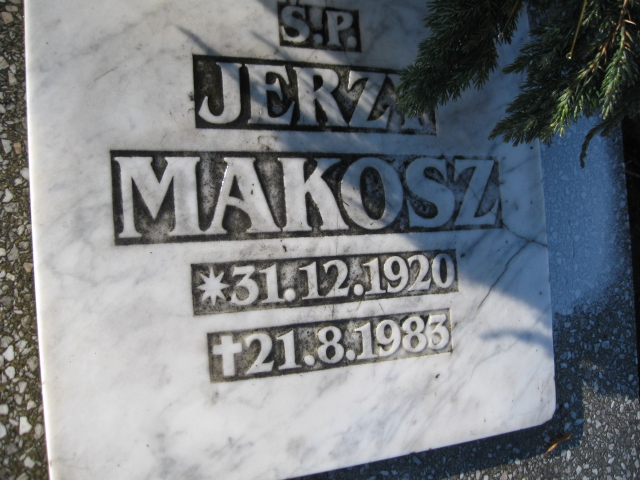 Ś.P.
JERZY
MAKOSZ
*31.12.1920
✝21.8.1983